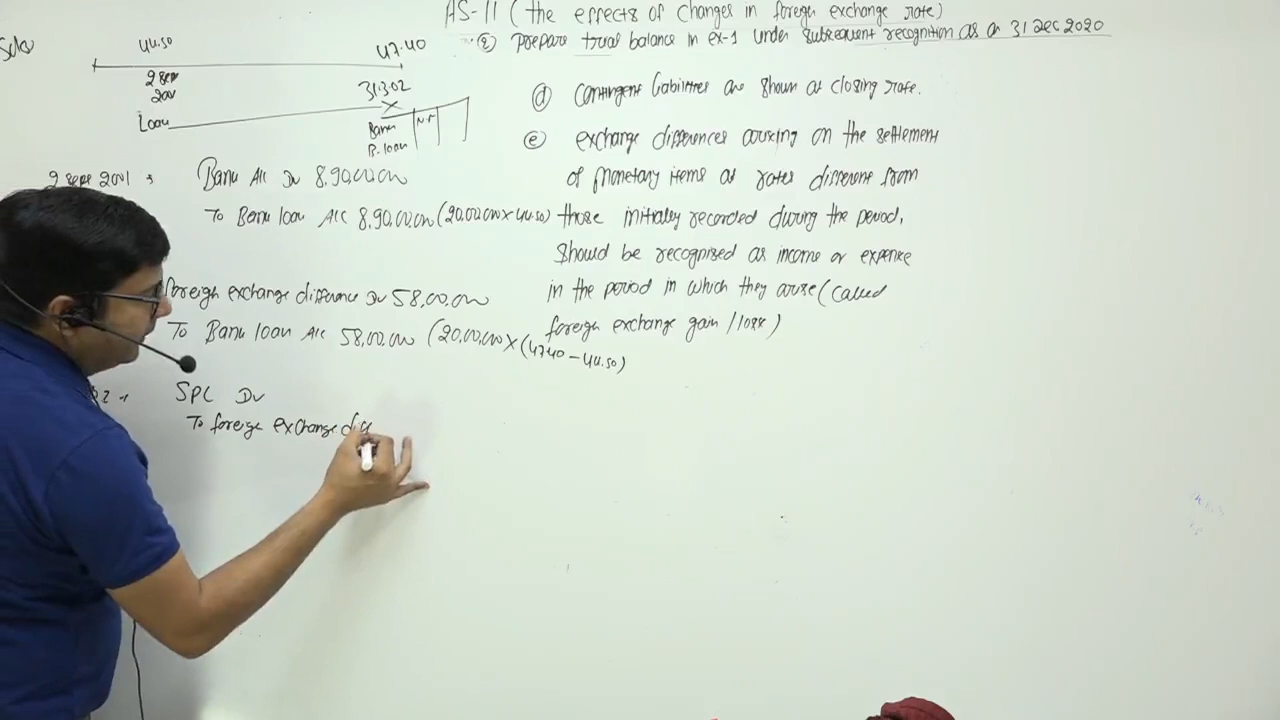 AS-11 (the effects of changes in foreign exchange rate)
Q prepare trial balance in ex-1 under subsequent recognition as on 31 Dec 2020
Soln
44.50
47.40
2 Sep
2001
31.3.02
Loan
Bank
B. loan
d contingent liabilities are shown at closing rate.
e exchange differences arising on the settlement
of monetary items at rates different from
those initially recorded during the period,
should be recognised as income or expense
in the period in which they arise (called
foreign exchange gain / loss)
2 Sept 2001
Bank A/c Dr 8,90,00,000
To Bank loan A/c 8,90,00,000 (20,00,000 X 44.50)
foreign exchange difference Dr 58,00,000
To Bank loan A/c 58,00,000 (20,00,000 X (47.40 - 44.50)
SPL Dr
To foreign exchange diff